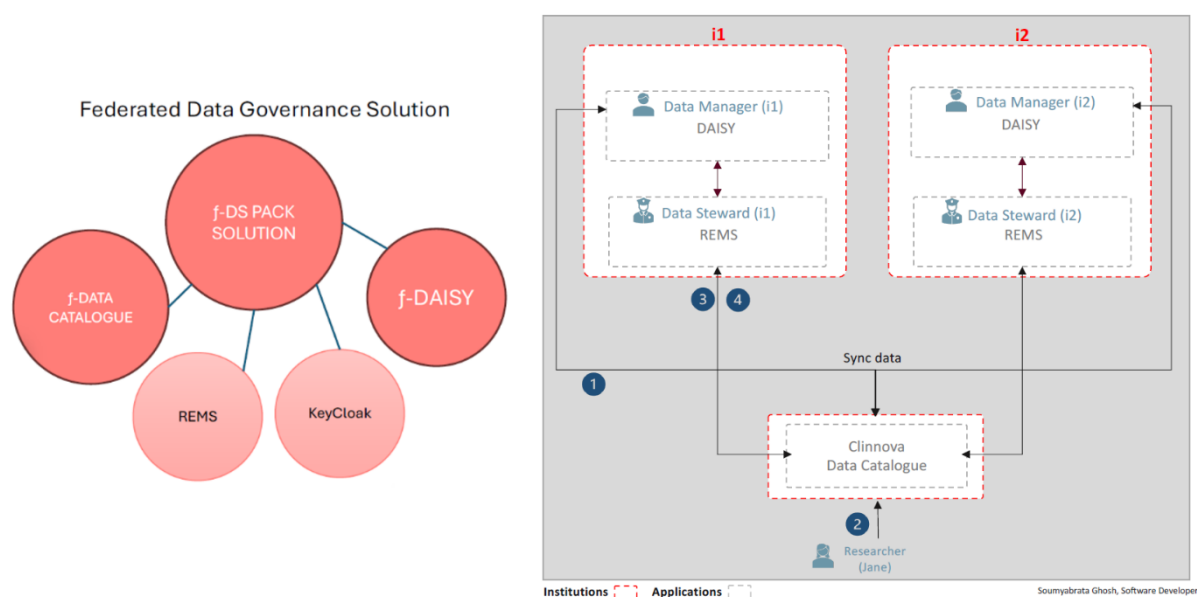 Federated Data Governance Solution
ƒ-DS PACK
SOLUTION
ƒ-DATA
CATALOGUE
ƒ-DAISY
REMS
KeyCloak
i1
i2
Data Manager (i1)
DAISY
Data Manager (i2)
DAISY
Data Steward (i1)
REMS
Data Steward (i2)
REMS
3
4
Sync data
1
Clinnova
Data Catalogue
2
Researcher
(Jane)
Institutions
Applications
Soumyabrata Ghosh, Software Developer